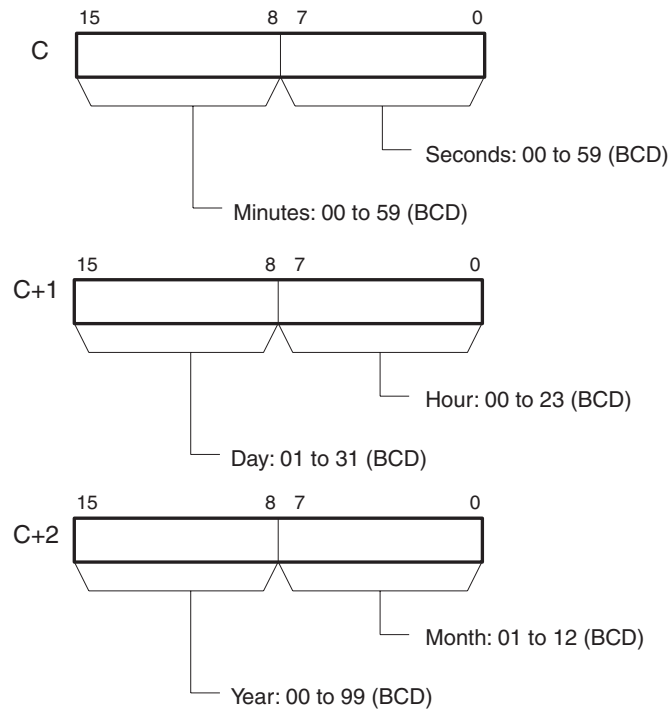 15 8 7 0
C
Seconds: 00 to 59 (BCD)
Minutes: 00 to 59 (BCD)
15 8 7 0
C+1
Hour: 00 to 23 (BCD)
Day: 01 to 31 (BCD)
15 8 7 0
C+2
Month: 01 to 12 (BCD)
Year: 00 to 99 (BCD)